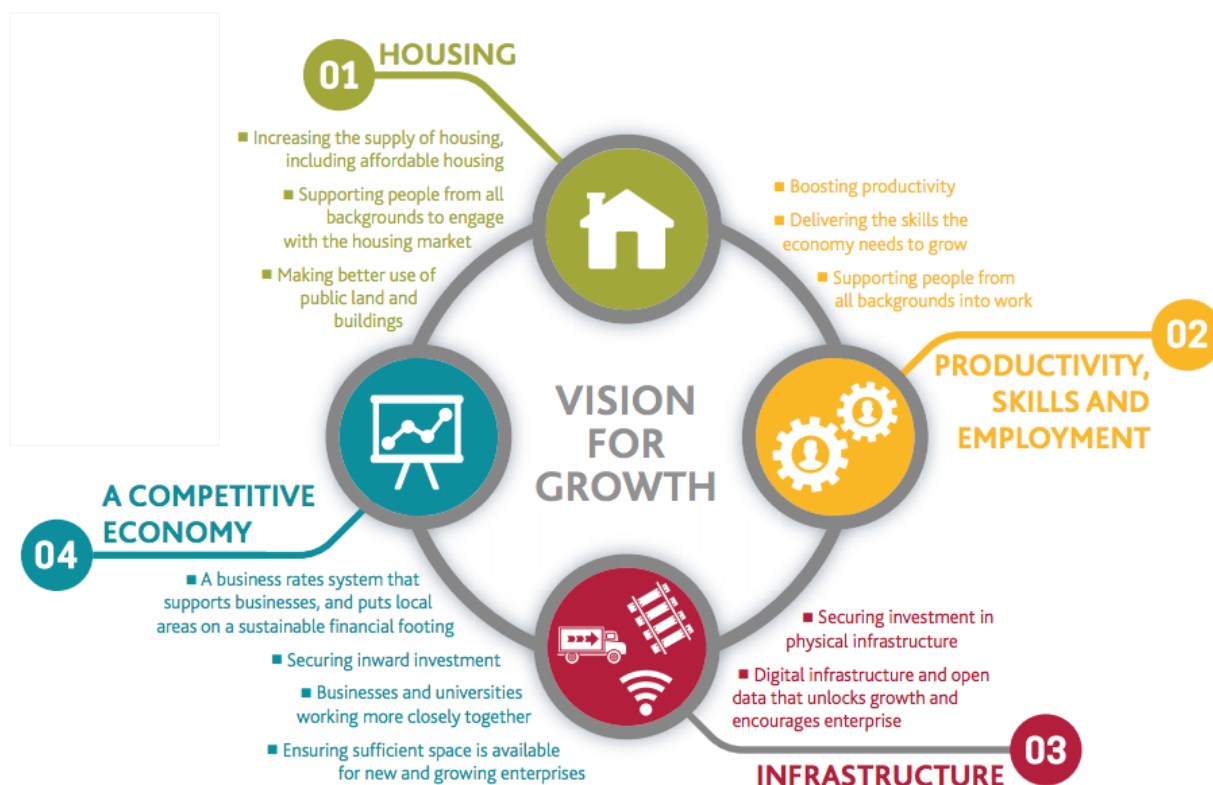 01
HOUSING
■ Increasing the supply of housing,
including affordable housing
■ Supporting people from all
backgrounds to engage
with the housing market
■ Making better use of
public land and
buildings
■ Boosting productivity
■ Delivering the skills the
economy needs to grow
■ Supporting people from
all backgrounds into work
02
PRODUCTIVITY,
SKILLS AND
EMPLOYMENT
VISION
FOR
GROWTH
A COMPETITIVE
ECONOMY
04
■ A business rates system that
supports businesses, and puts local
areas on a sustainable financial footing
■ Securing inward investment
■ Businesses and universities
working more closely together
■ Ensuring sufficient space is available
for new and growing enterprises
■ Securing investment in
physical infrastructure
■ Digital infrastructure and open
data that unlocks growth and
encourages enterprise
03
INFRASTRUCTURE